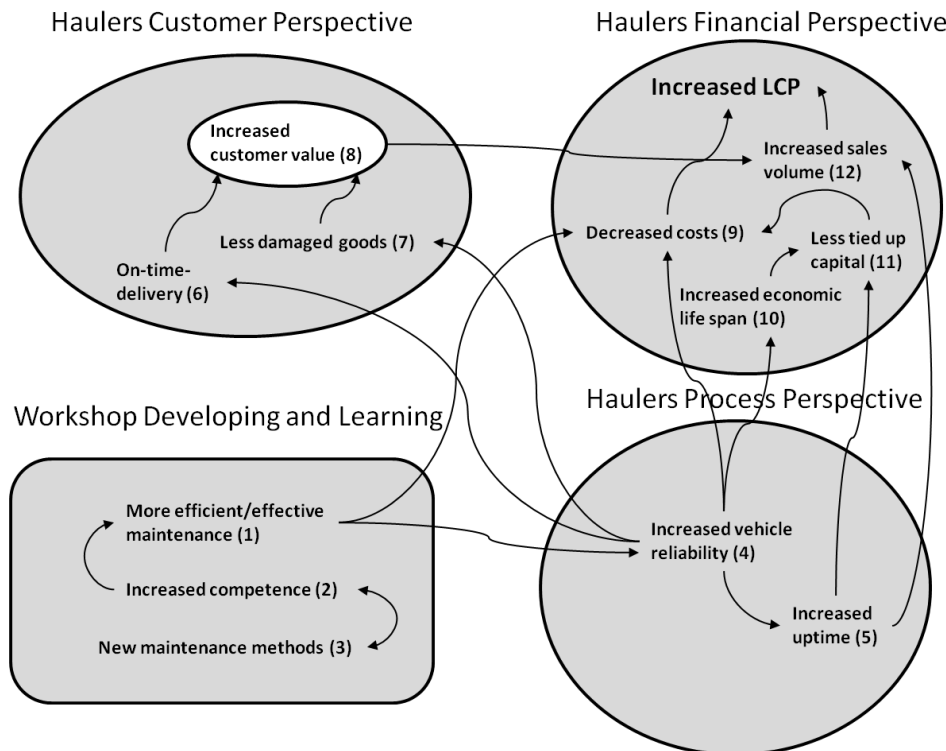 Haulers Customer Perspective
Increased
customer value (8)
Less damaged goods (7)
On-time-
delivery (6)
Haulers Financial Perspective
Increased LCP
Increased sales
volume (12)
Decreased costs (9)
Less tied up
capital (11)
Increased economic
life span (10)
Workshop Developing and Learning
More efficient/effective
maintenance (1)
Increased competence (2)
New maintenance methods (3)
Haulers Process Perspective
Increased vehicle
reliability (4)
Increased
uptime (5)